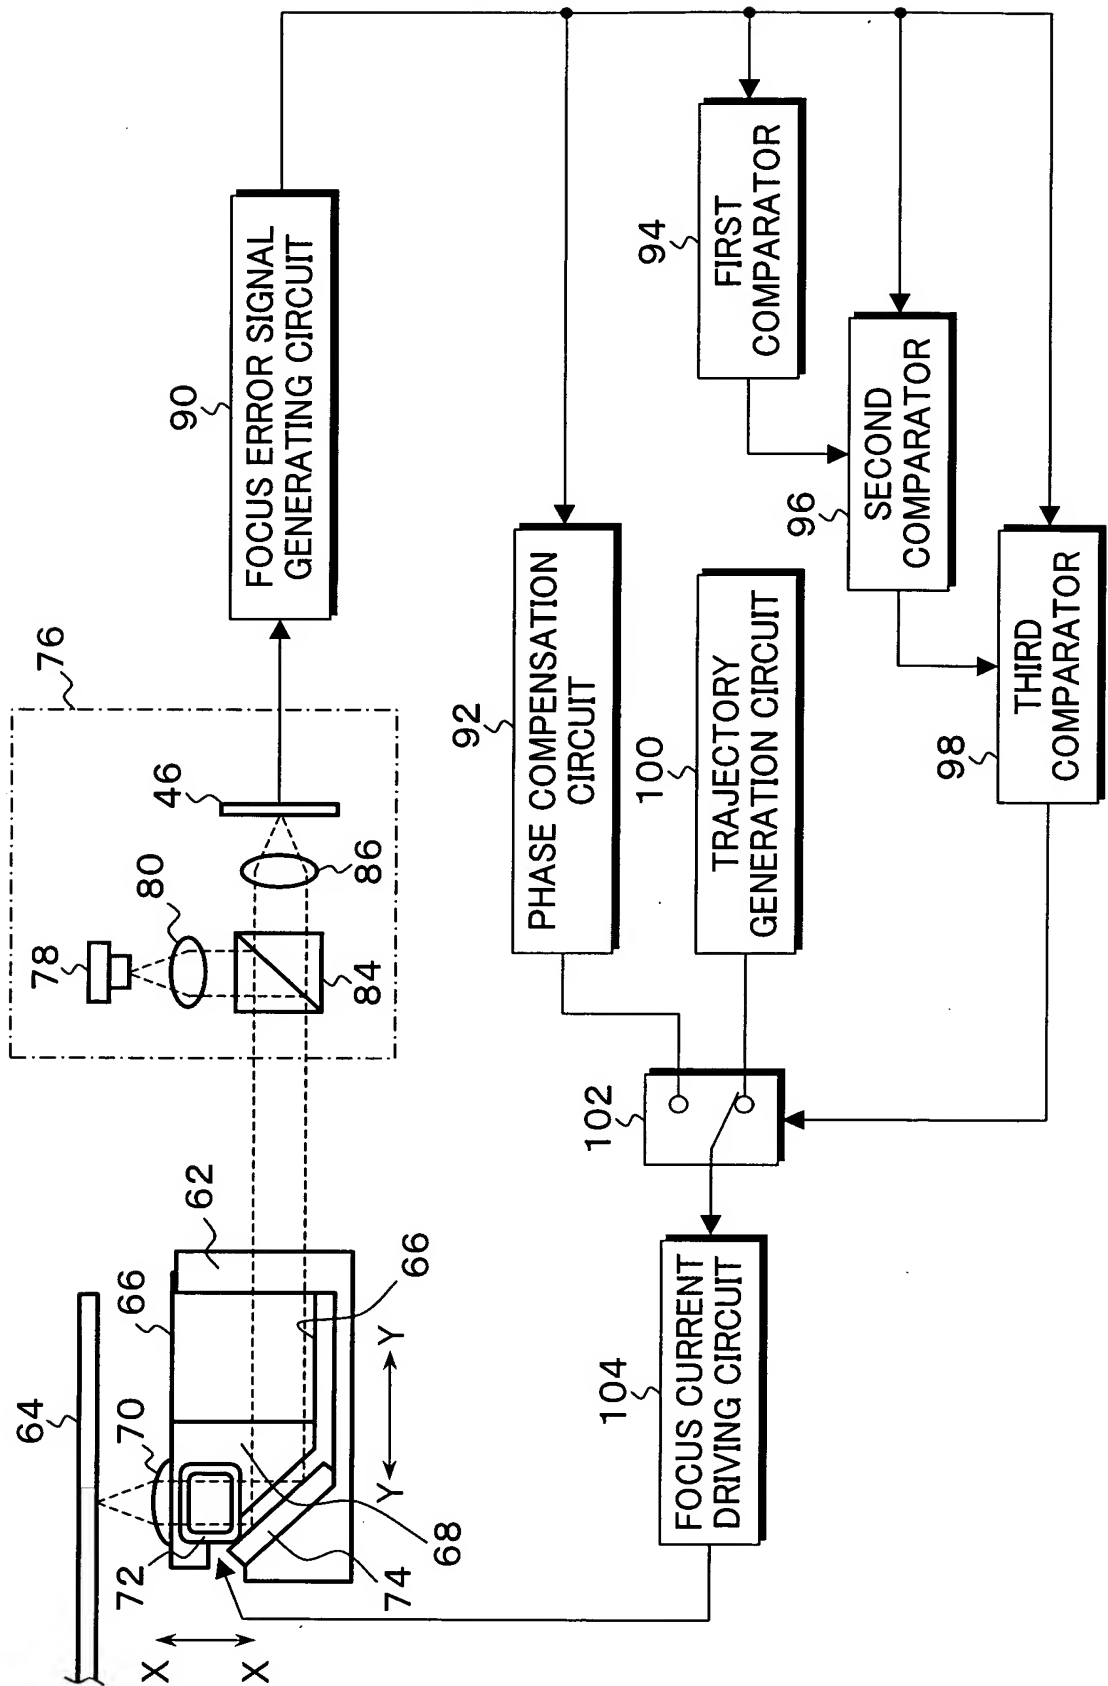 64
70
72
66
62
66
68
74
X
X
Y
Y
76
78
80
84
86
46
90
FOCUS ERROR SIGNAL
GENERATING CIRCUIT
92
PHASE COMPENSATION
CIRCUIT
94
FIRST
COMPARATOR
96
SECOND
COMPARATOR
98
THIRD
COMPARATOR
100
TRAJECTORY
GENERATION CIRCUIT
102
104
FOCUS CURRENT
DRIVING CIRCUIT